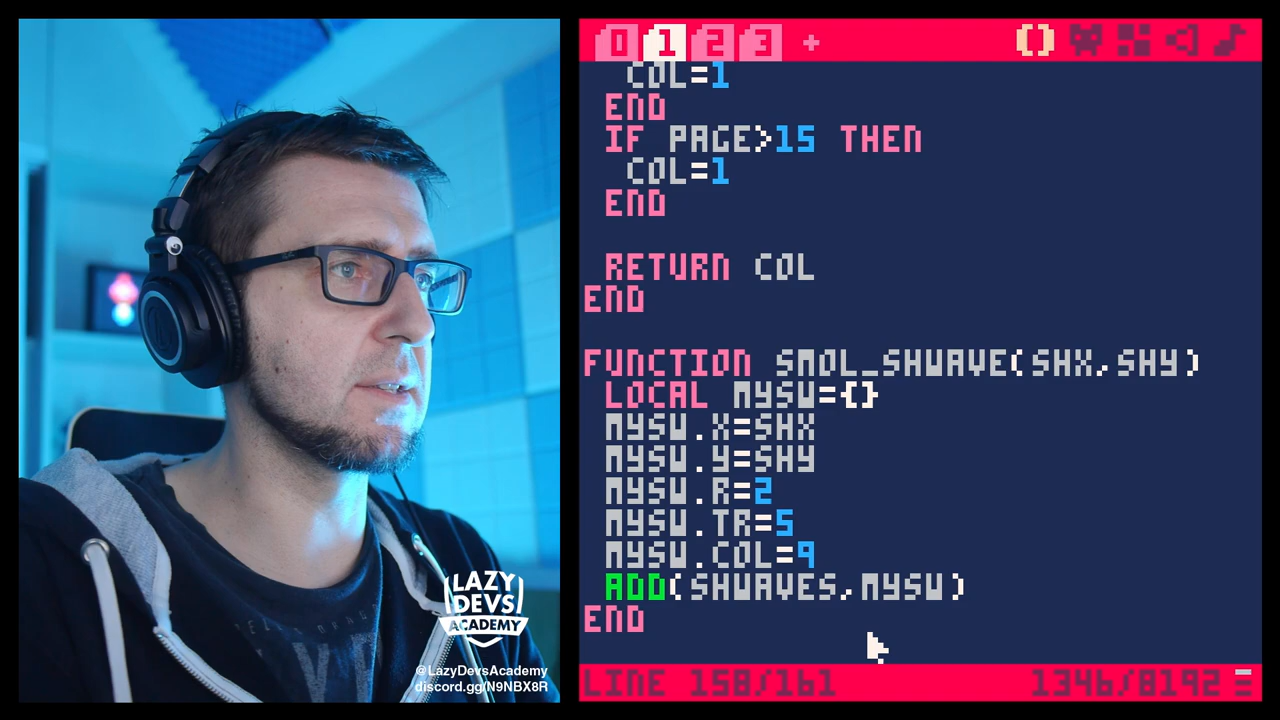 0 1 2 3 +
COL=1
END
IF PAGE>15 THEN
COL=1
END
RETURN COL
END
FUNCTION SMOL_SHWAVE(SHX,SHY)
LOCAL MYSW={}
MYSW.X=SHX
MYSW.Y=SHY
MYSW.R=2
MYSW.TR=5
MYSW.COL=9
ADD(SHWAVES,MYSW)
END
LINE 158/161 1346/8192
LAZY
DEVS
ACADEMY
@LazyDevsAcademy
discord.gg/N9NBX8R